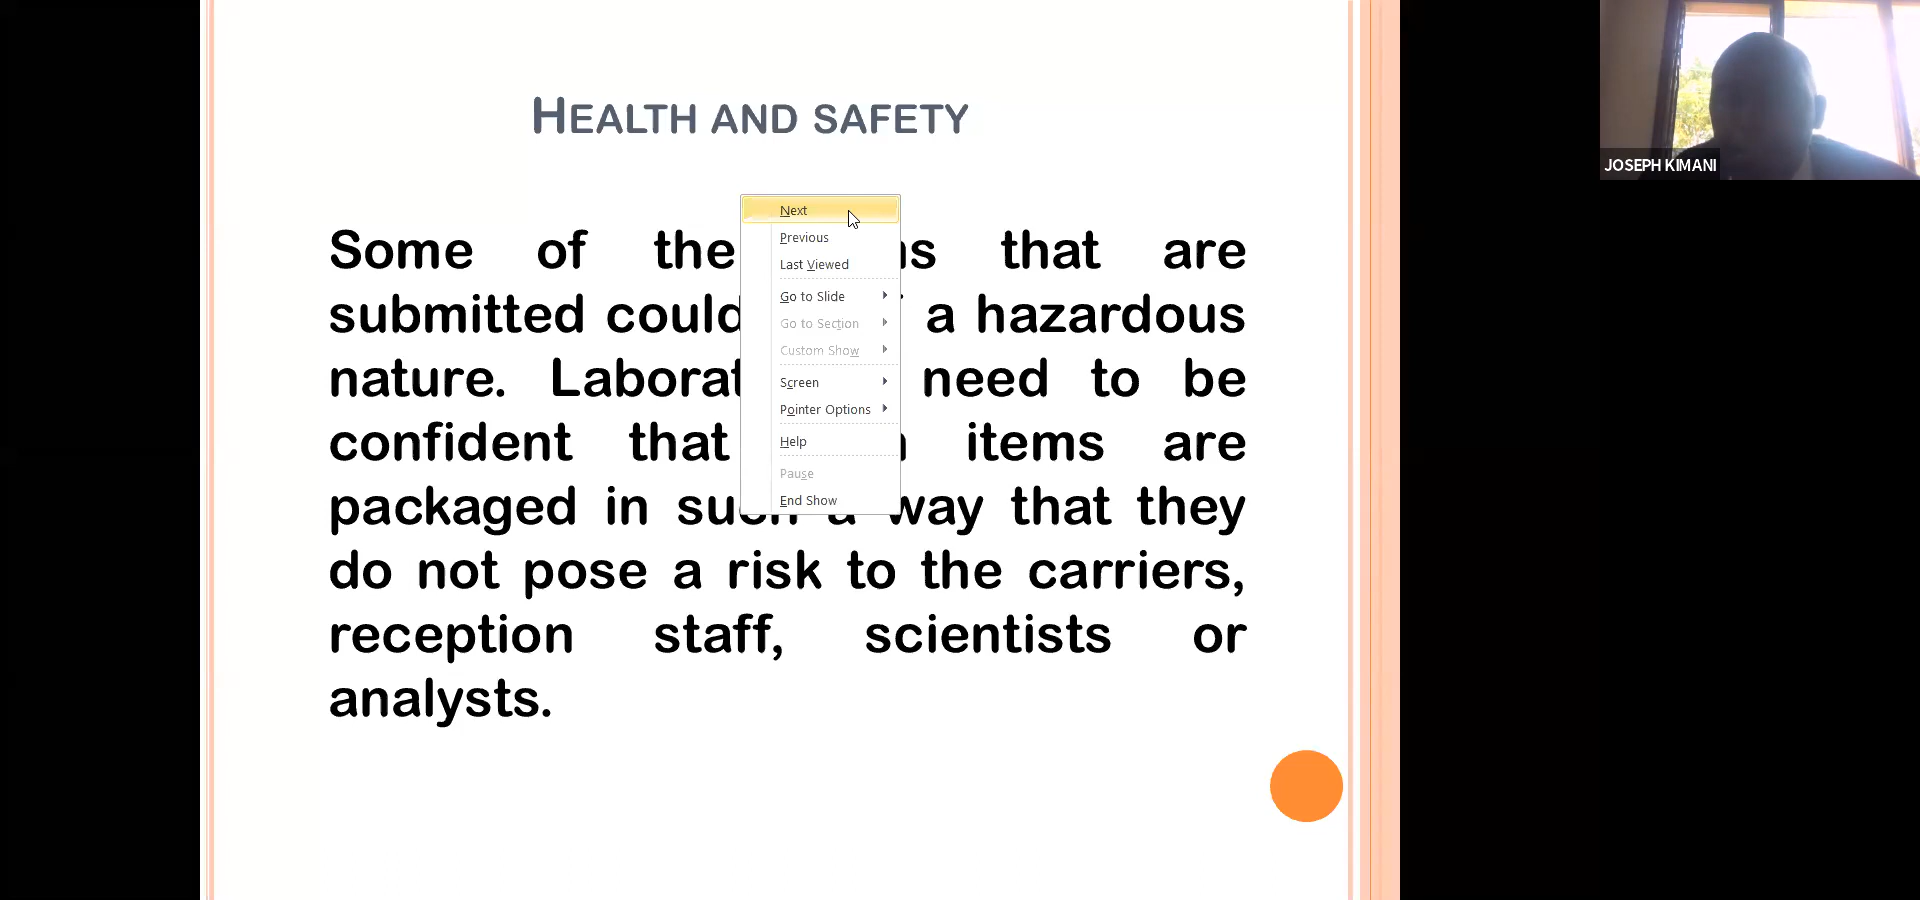 HEALTH AND SAFETY
Some of the that are
submitted could a hazardous
nature. need to be
confident that items are
packaged in such a way that they
do not pose a risk to the carriers,
reception staff, scientists or
analysts.
Next
Previous
Last Viewed
Go to Slide
Go to Section
Custom Show
Screen
Pointer Options
Help
Pause
End Show
JOSEPH KIMANI